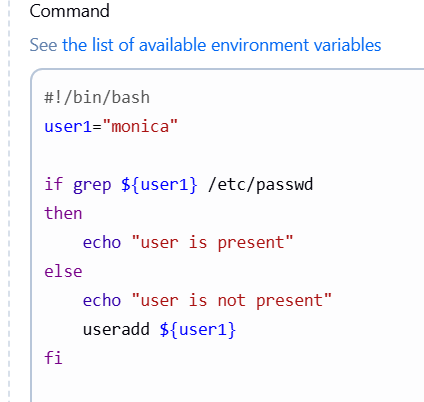 Command
See the list of available environment variables
#!/bin/bash
user1="monica"
if grep ${user1} /etc/passwd
then
    echo "user is present"
else
    echo "user is not present"
    useradd ${user1}
fi